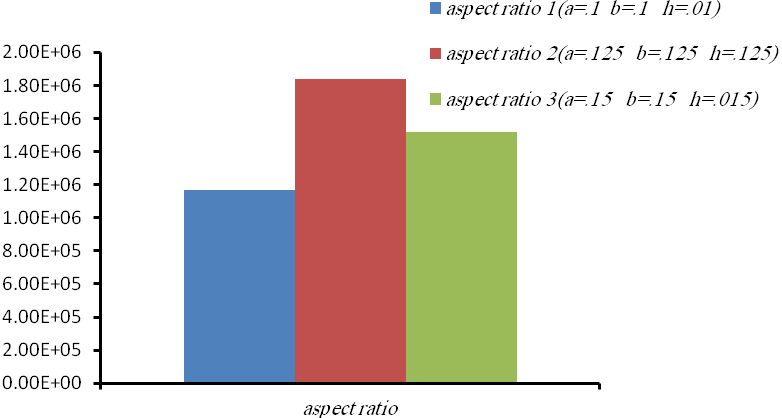 aspect ratio 1(a=.1 b=.1 h=.01)
aspect ratio 2(a=.125 b=.125 h=.125)
aspect ratio 3(a=.15 b=.15 h=.015)
2.00E+06
1.80E+06
1.60E+06
1.40E+06
1.20E+06
1.00E+06
8.00E+05
6.00E+05
4.00E+05
2.00E+05
0.00E+00
aspect ratio